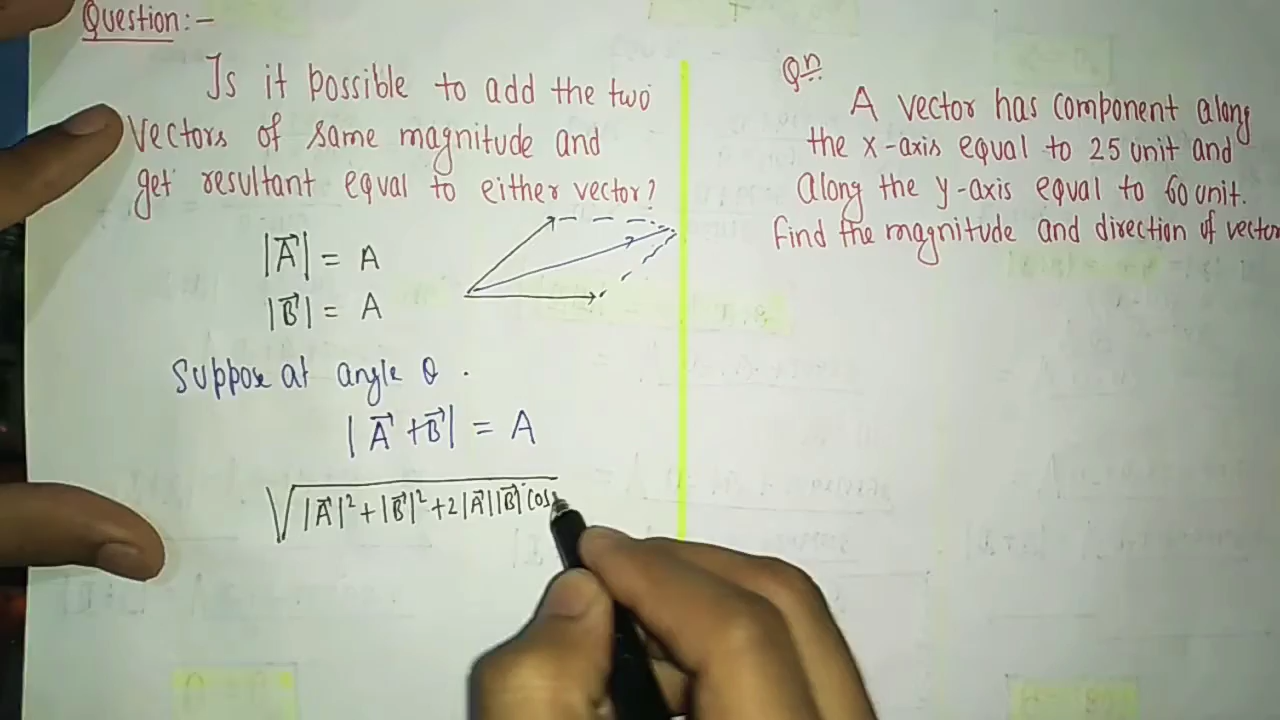 Question:-
Is it possible to add the two
vectors of same magnitude and
get resultant equal to either vector?
|A⃗| = A
|B⃗| = A
Suppose at angle θ .
|A⃗ + B⃗| = A
√|A⃗|² + |B⃗|² + 2|A⃗||B⃗| Cos
Qn
A vector has component along
the x-axis equal to 25 unit and
along the y-axis equal to 60 unit.
Find the magnitude and direction of vector